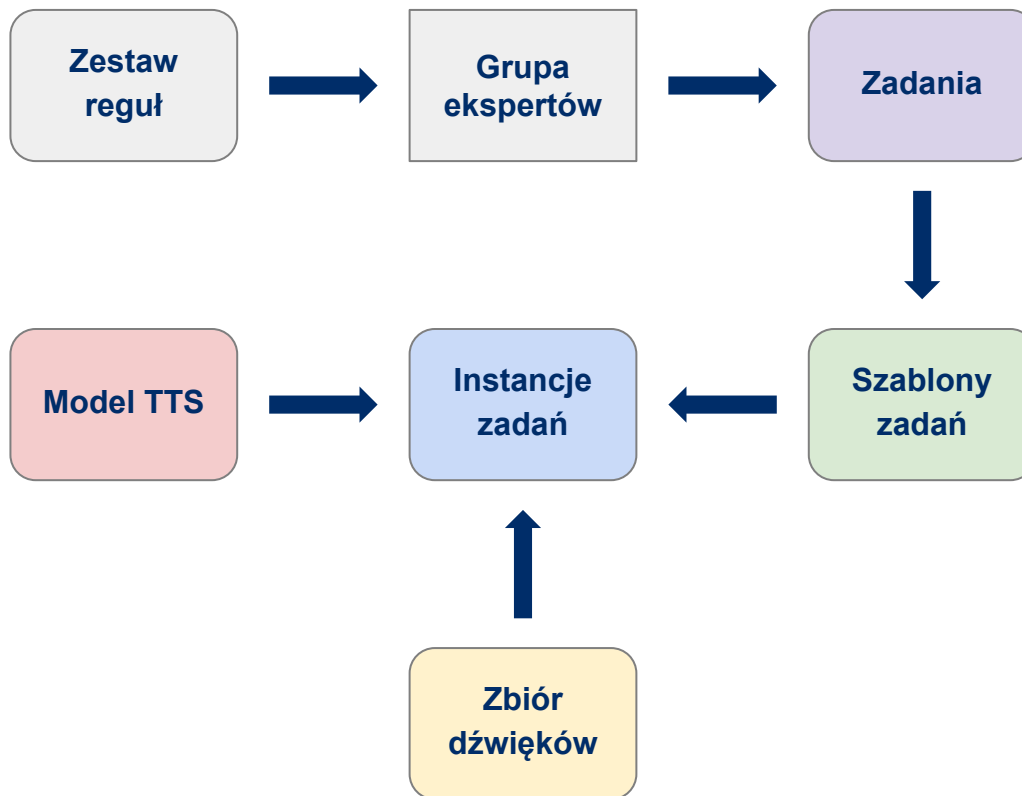 Zestaw
reguł
Grupa
ekspertów
Zadania
Model TTS
Instancje
zadań
Szablony
zadań
Zbiór
dźwięków